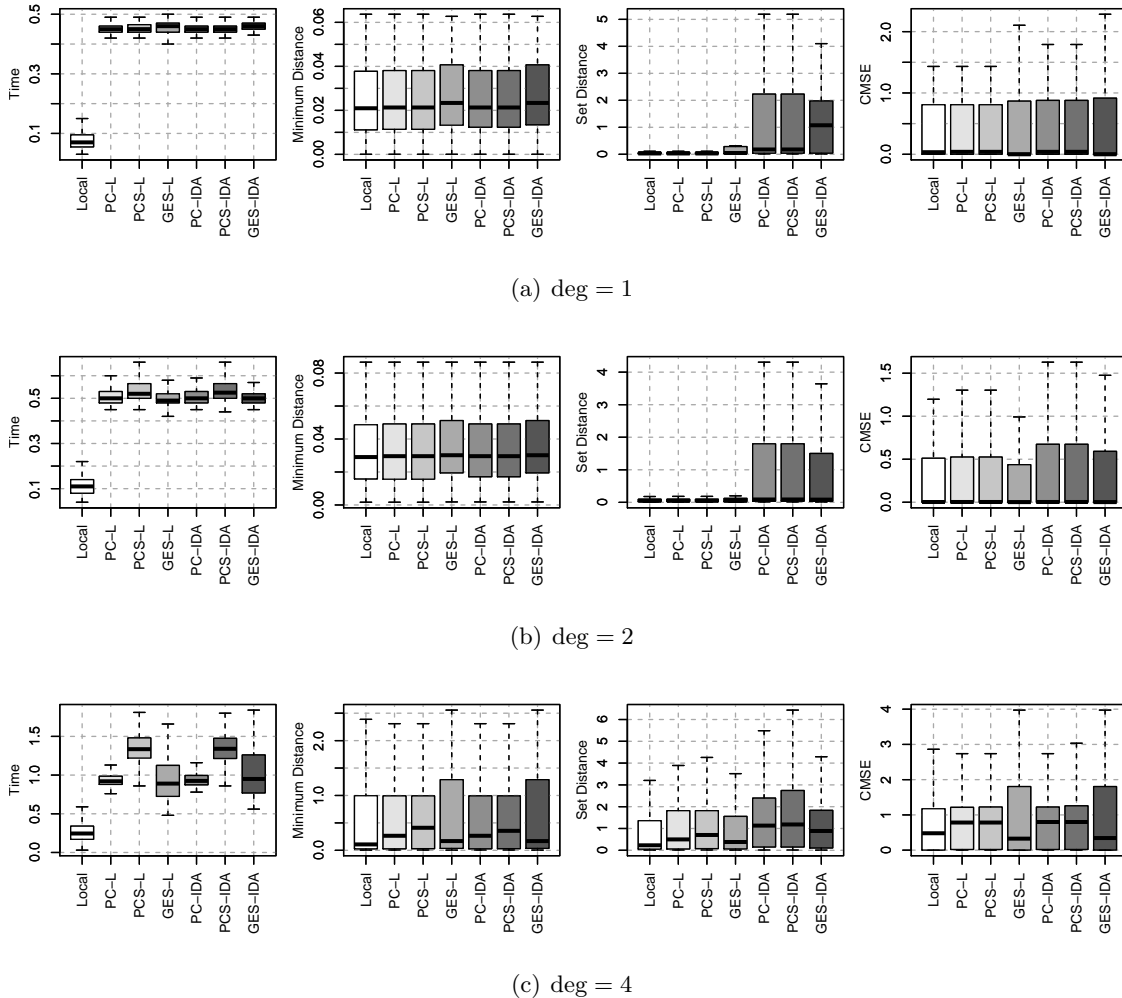 Time
0.1 0.3 0.5
Local PC−L PCS−L GES−L PC−IDA PCS−IDA GES−IDA
Minimum Distance
0.00 0.02 0.04 0.06
Local PC−L PCS−L GES−L PC−IDA PCS−IDA GES−IDA
Set Distance
0 1 2 3 4 5
Local PC−L PCS−L GES−L PC−IDA PCS−IDA GES−IDA
CMSE
0.0 1.0 2.0
Local PC−L PCS−L GES−L PC−IDA PCS−IDA GES−IDA
(a) deg = 1
Time
0.1 0.3 0.5
Local PC−L PCS−L GES−L PC−IDA PCS−IDA GES−IDA
Minimum Distance
0.00 0.04 0.08
Local PC−L PCS−L GES−L PC−IDA PCS−IDA GES−IDA
Set Distance
0 1 2 3 4
Local PC−L PCS−L GES−L PC−IDA PCS−IDA GES−IDA
CMSE
0.0 0.5 1.0 1.5
Local PC−L PCS−L GES−L PC−IDA PCS−IDA GES−IDA
(b) deg = 2
Time
0.0 0.5 1.0 1.5
Local PC−L PCS−L GES−L PC−IDA PCS−IDA GES−IDA
Minimum Distance
0.0 1.0 2.0
Local PC−L PCS−L GES−L PC−IDA PCS−IDA GES−IDA
Set Distance
0 1 2 3 4 5 6
Local PC−L PCS−L GES−L PC−IDA PCS−IDA GES−IDA
CMSE
0 1 2 3 4
Local PC−L PCS−L GES−L PC−IDA PCS−IDA GES−IDA
(c) deg = 4